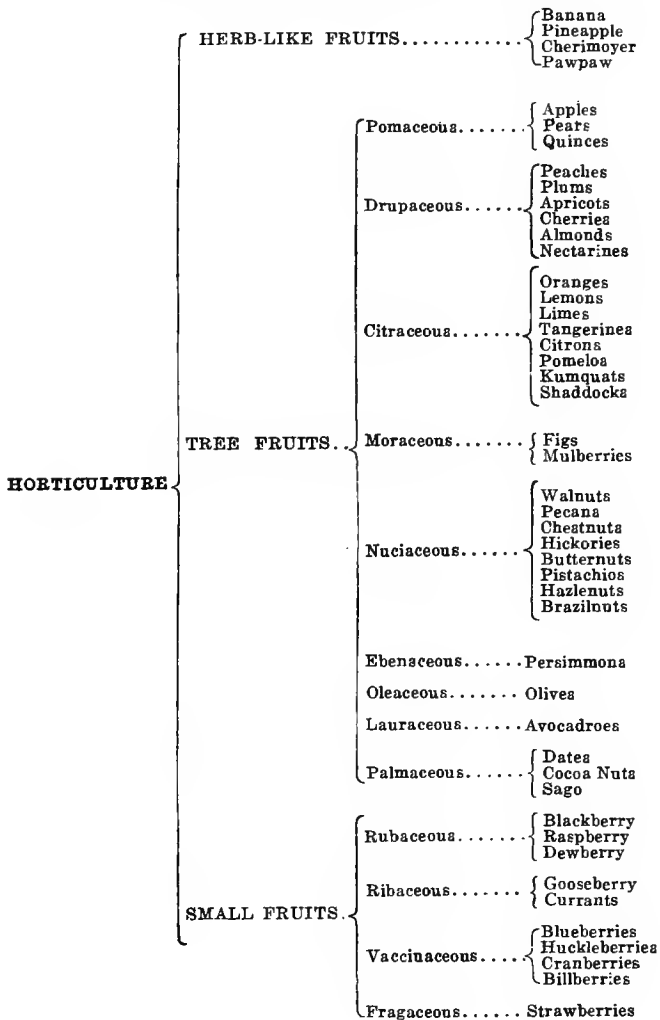 HERB-LIKE FRUITS............
Banana
Pineapple
Cherimoyer
Pawpaw
Pomaceous.......
Apples
Pears
Quinces
Drupaceous......
Peaches
Plums
Apricots
Cherries
Almonds
Nectarines
Citraceous.......
Oranges
Lemons
Limes
Tangerines
Citrons
Pomelos
Kumquats
Shaddocks
TREE FRUITS..
Moraceous.......
Figs
Mulberries
HORTICULTURE
Nuciaceous......
Walnuts
Pecans
Chestnuts
Hickories
Butternuts
Pistachios
Hazlenuts
Brazilnuts
Ebenaceous......Persimmons
Oleaceous....... Olives
Lauraceous......Avocadroes
Palmaceous......
Dates
Cocoa Nuts
Sago
Rubaceous.......
Blackberry
Raspberry
Dewberry
Ribaceous.......
Gooseberry
Currants
SMALL FRUITS.
Vaccinaceous.....
Blueberries
Huckleberries
Cranberries
Billberries
Fragaceous...... Strawberries